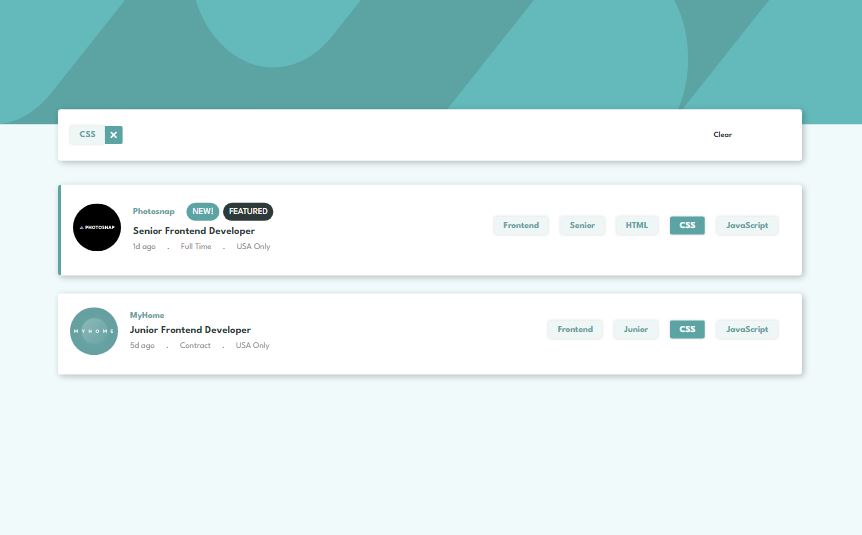 CSS ✕ Clear
PHOTOSNAP
Photosnap NEW! FEATURED
Senior Frontend Developer
1d ago . Full Time . USA Only
Frontend Senior HTML CSS JavaScript
MYHOME
MyHome
Junior Frontend Developer
5d ago . Contract . USA Only
Frontend Junior CSS JavaScript